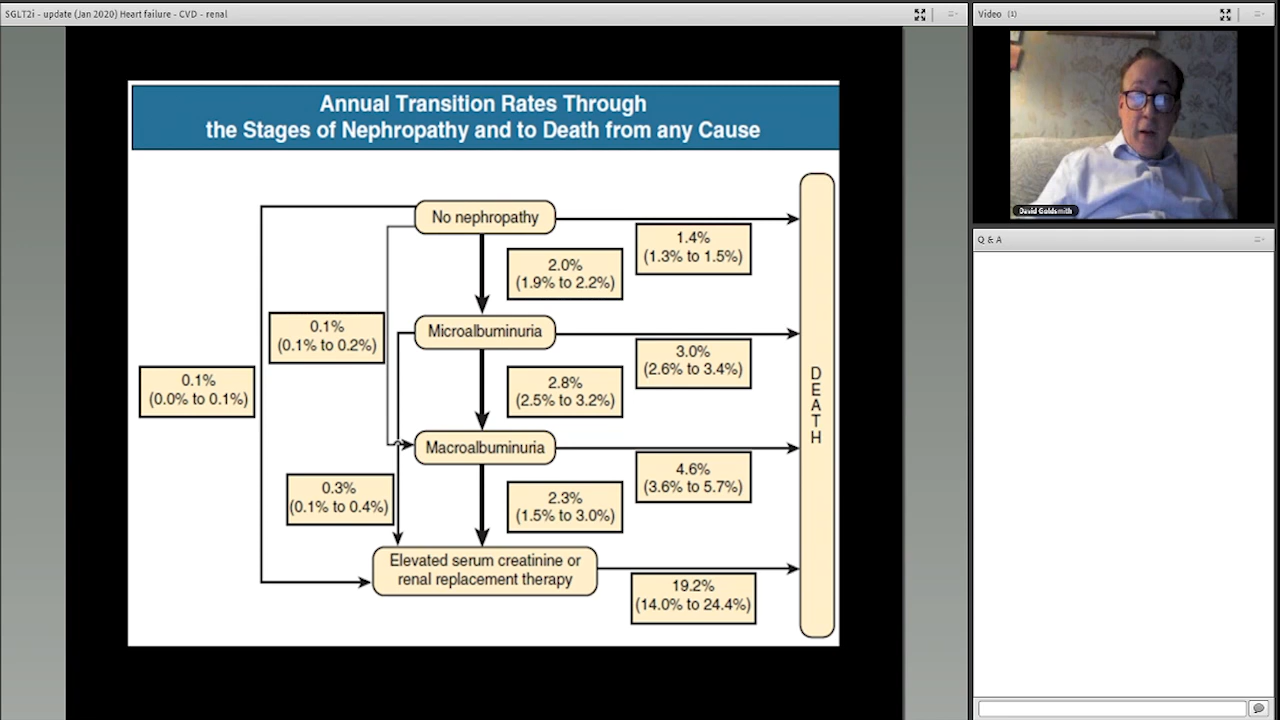 SGLT2i - update (Jan 2020) Heart failure - CVD - renal
Annual Transition Rates Through
the Stages of Nephropathy and to Death from any Cause
No nephropathy
1.4%
(1.3% to 1.5%)
2.0%
(1.9% to 2.2%)
0.1%
(0.1% to 0.2%)
Microalbuminuria
3.0%
(2.6% to 3.4%)
0.1%
(0.0% to 0.1%)
2.8%
(2.5% to 3.2%)
Macroalbuminuria
4.6%
(3.6% to 5.7%)
0.3%
(0.1% to 0.4%)
2.3%
(1.5% to 3.0%)
Elevated serum creatinine or
renal replacement therapy
19.2%
(14.0% to 24.4%)
D
E
A
T
H
Video (1)
David Goldsmith
Q & A